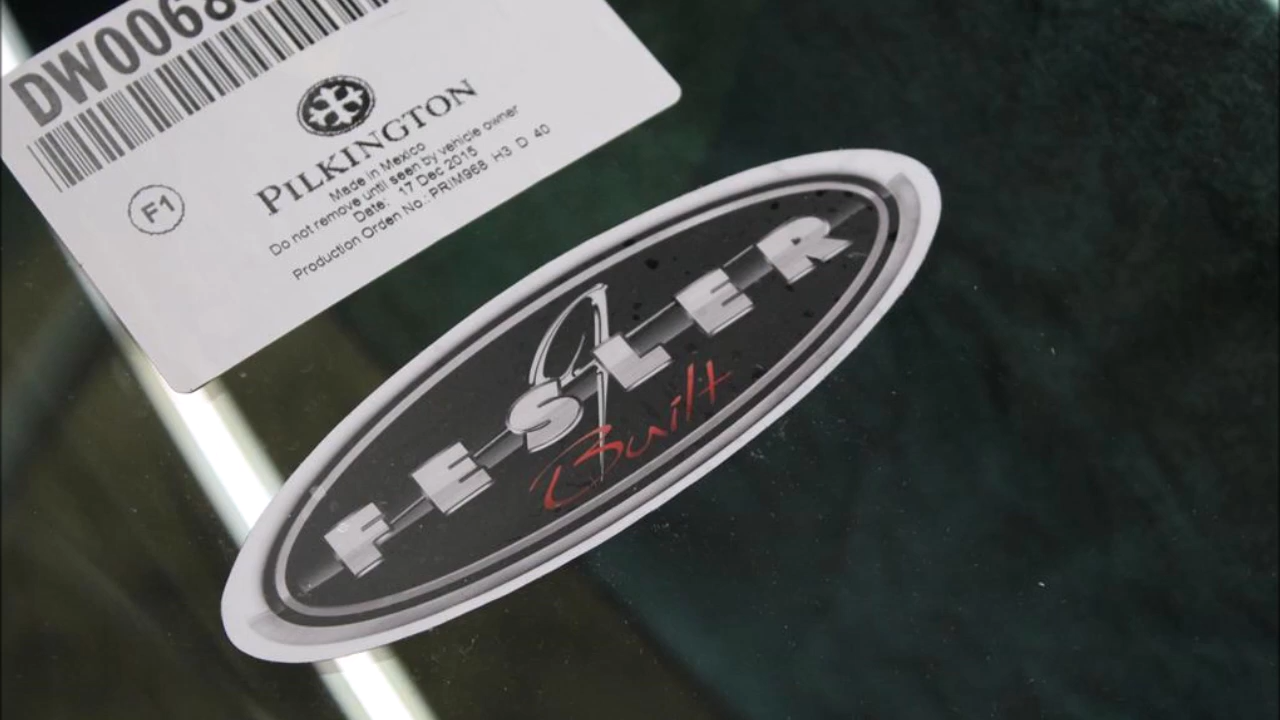 PILKINGTON
Made in Mexico
Do not remove until seen by vehicle owner
Date: 17 Dec 2015
Production Orden No.: PRIM968 H3 D 40
F1
FESLER
Built